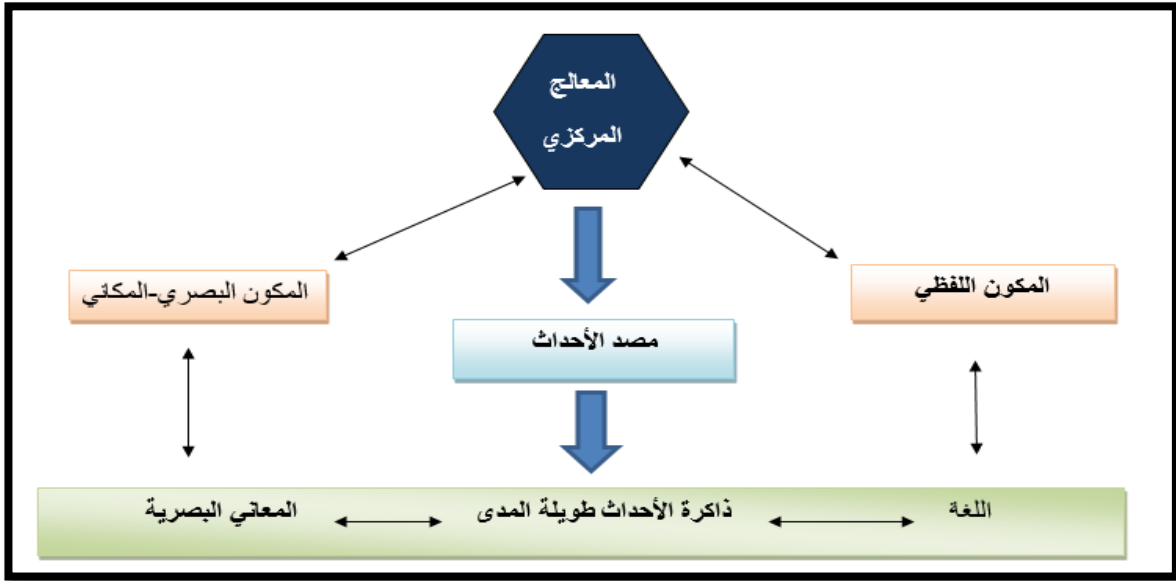 المعالج
المركزي
المكون اللفظي
المكون البصري-المكاني
مصد الأحداث
اللغة
ذاكرة الأحداث طويلة المدى
المعاني البصرية